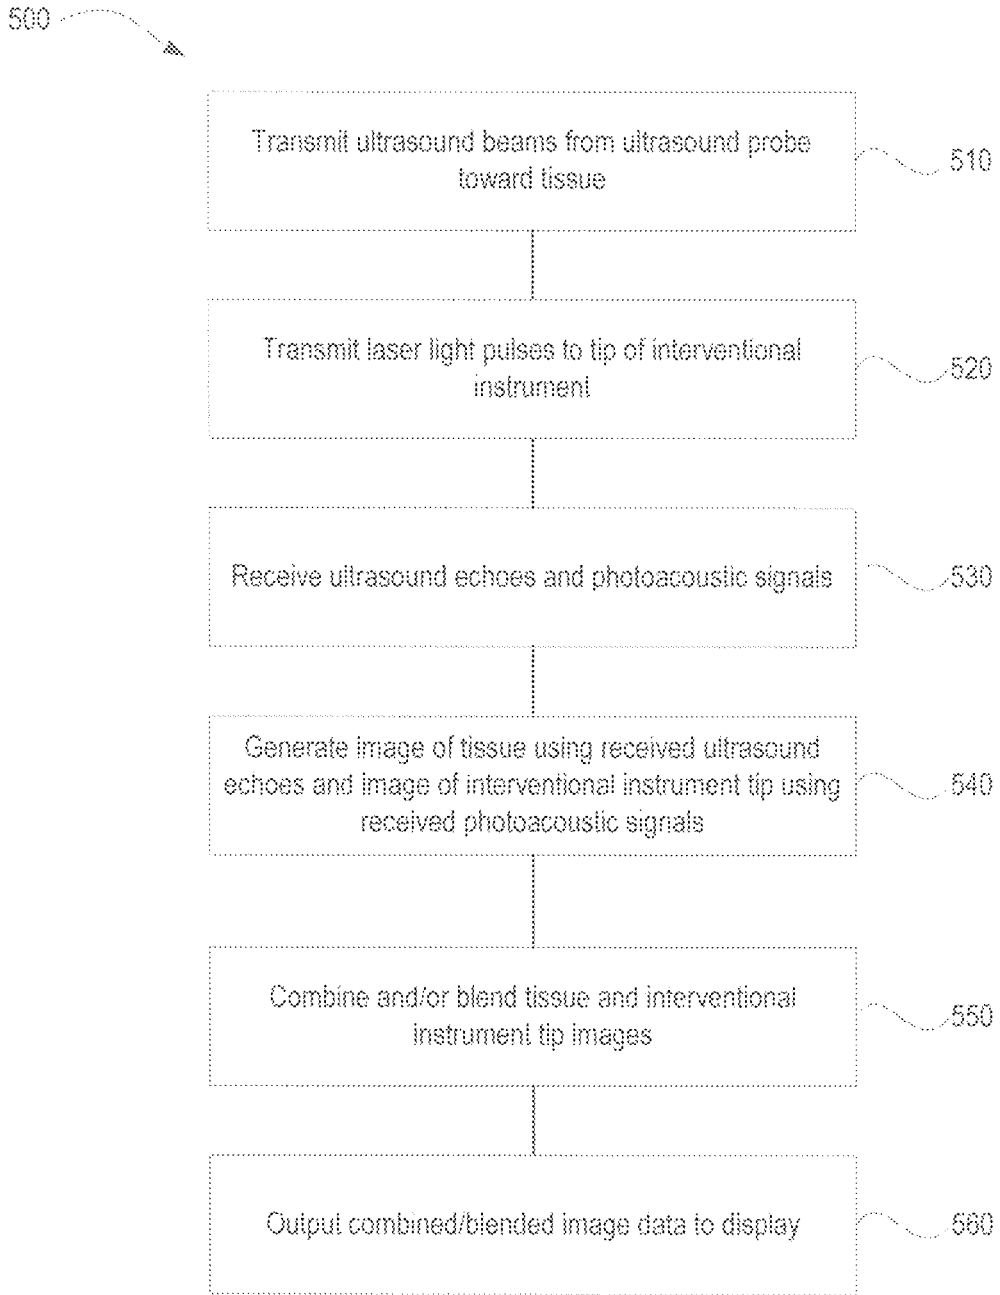 500
Transmit ultrasound beams from ultrasound probe
toward tissue
510
Transmit laser light pulses to tip of interventional
instrument
520
Receive ultrasound echoes and photoacoustic signals
530
Generate image of tissue using received ultrasound
echoes and image of interventional instrument tip using
received photoacoustic signals
540
Combine and/or blend tissue and interventional
instrument tip images
550
Output combined/blended image data to display
560